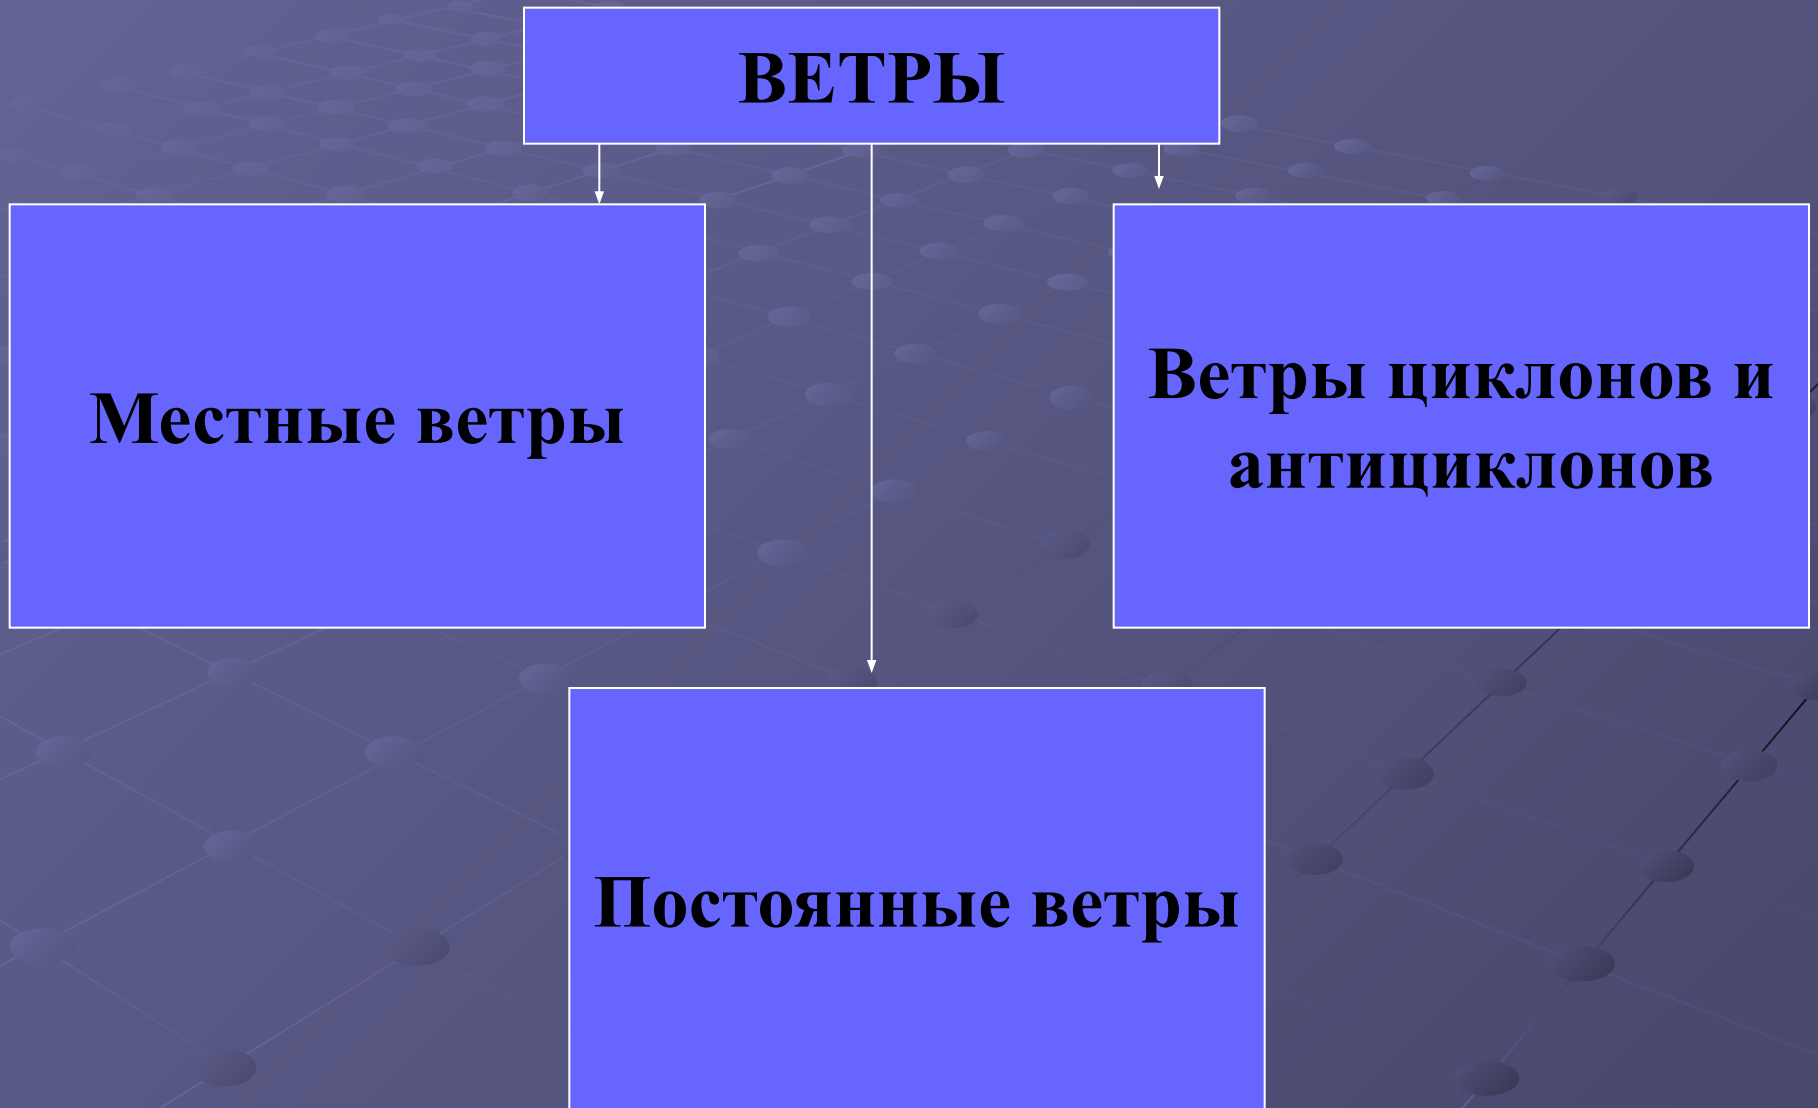 ВЕТРЫ
Местные ветры
Ветры циклонов и
антициклонов
Постоянные ветры